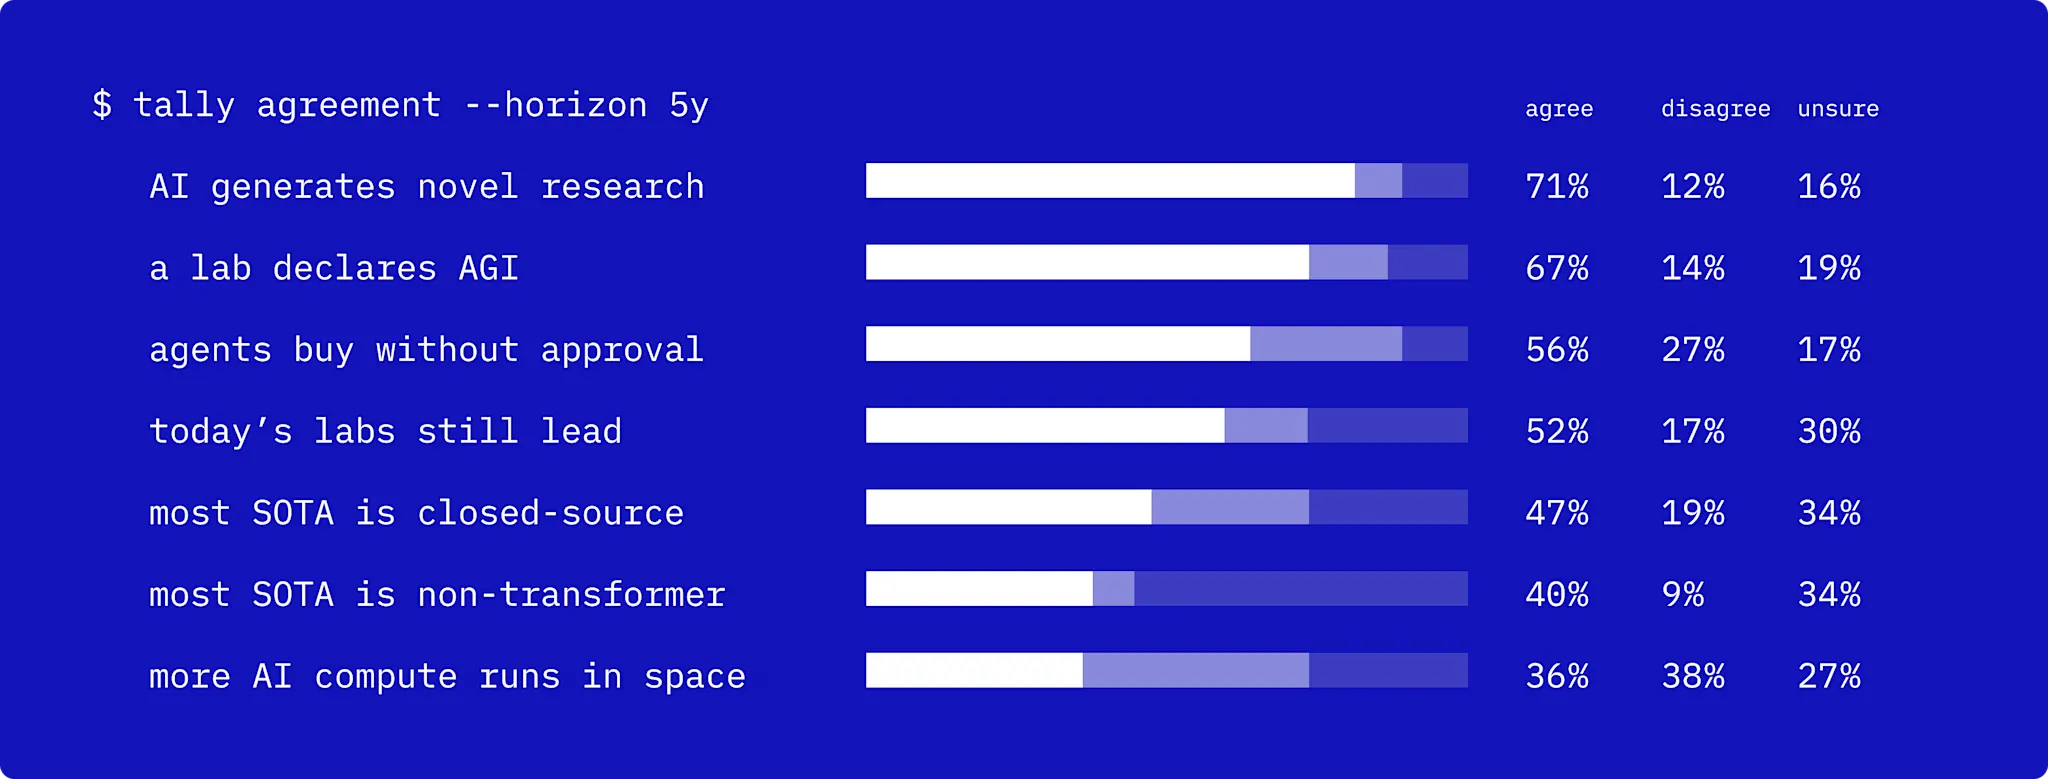 $ tally agreement --horizon 5y agree disagree unsure
AI generates novel research 71% 12% 16%
a lab declares AGI 67% 14% 19%
agents buy without approval 56% 27% 17%
today’s labs still lead 52% 17% 30%
most SOTA is closed-source 47% 19% 34%
most SOTA is non-transformer 40% 9% 34%
more AI compute runs in space 36% 38% 27%